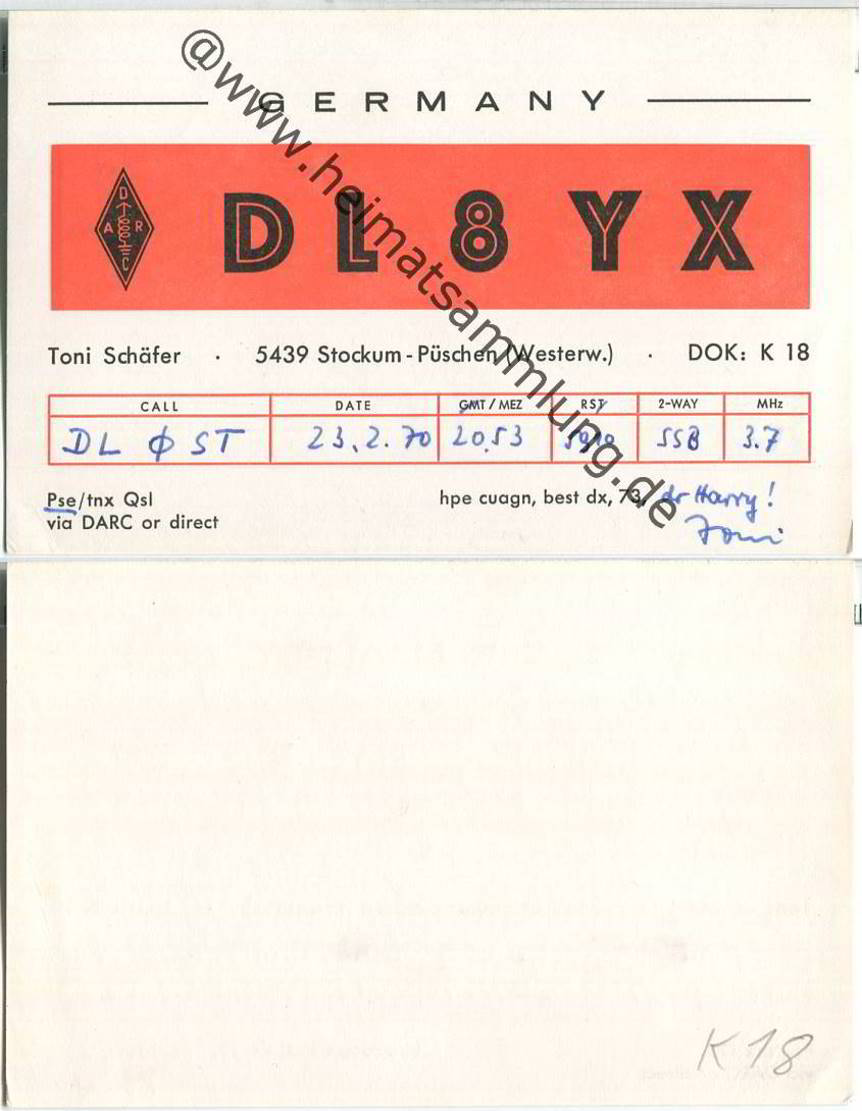 GERMANY
DARC
DL8YX
Toni Schäfer · 5439 Stockum-Püschen (Westerw.) · DOK: K 18
CALL DATE GMT/MEZ RST 2-WAY MHz
DL Ø ST 23.2.70 20.53 SSB 3.7
Pse/tnx Qsl hpe cuagn, best dx, 73, dr Harry!
via DARC or direct Toni
@www.heimatsammlung.de
K18